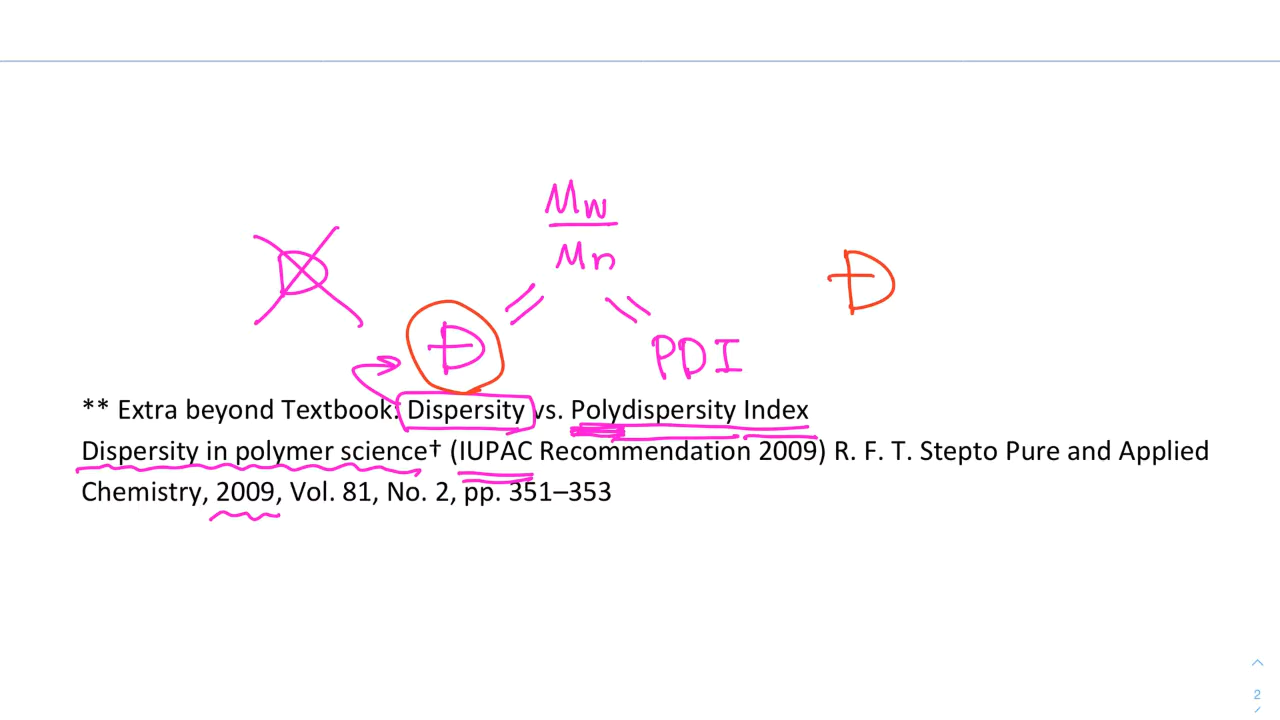 Mw
Mn
D
Đ
Đ
PDI
** Extra beyond Textbook: Dispersity vs. Polydispersity Index
Dispersity in polymer science† (IUPAC Recommendation 2009) R. F. T. Stepto Pure and Applied
Chemistry, 2009, Vol. 81, No. 2, pp. 351–353
2